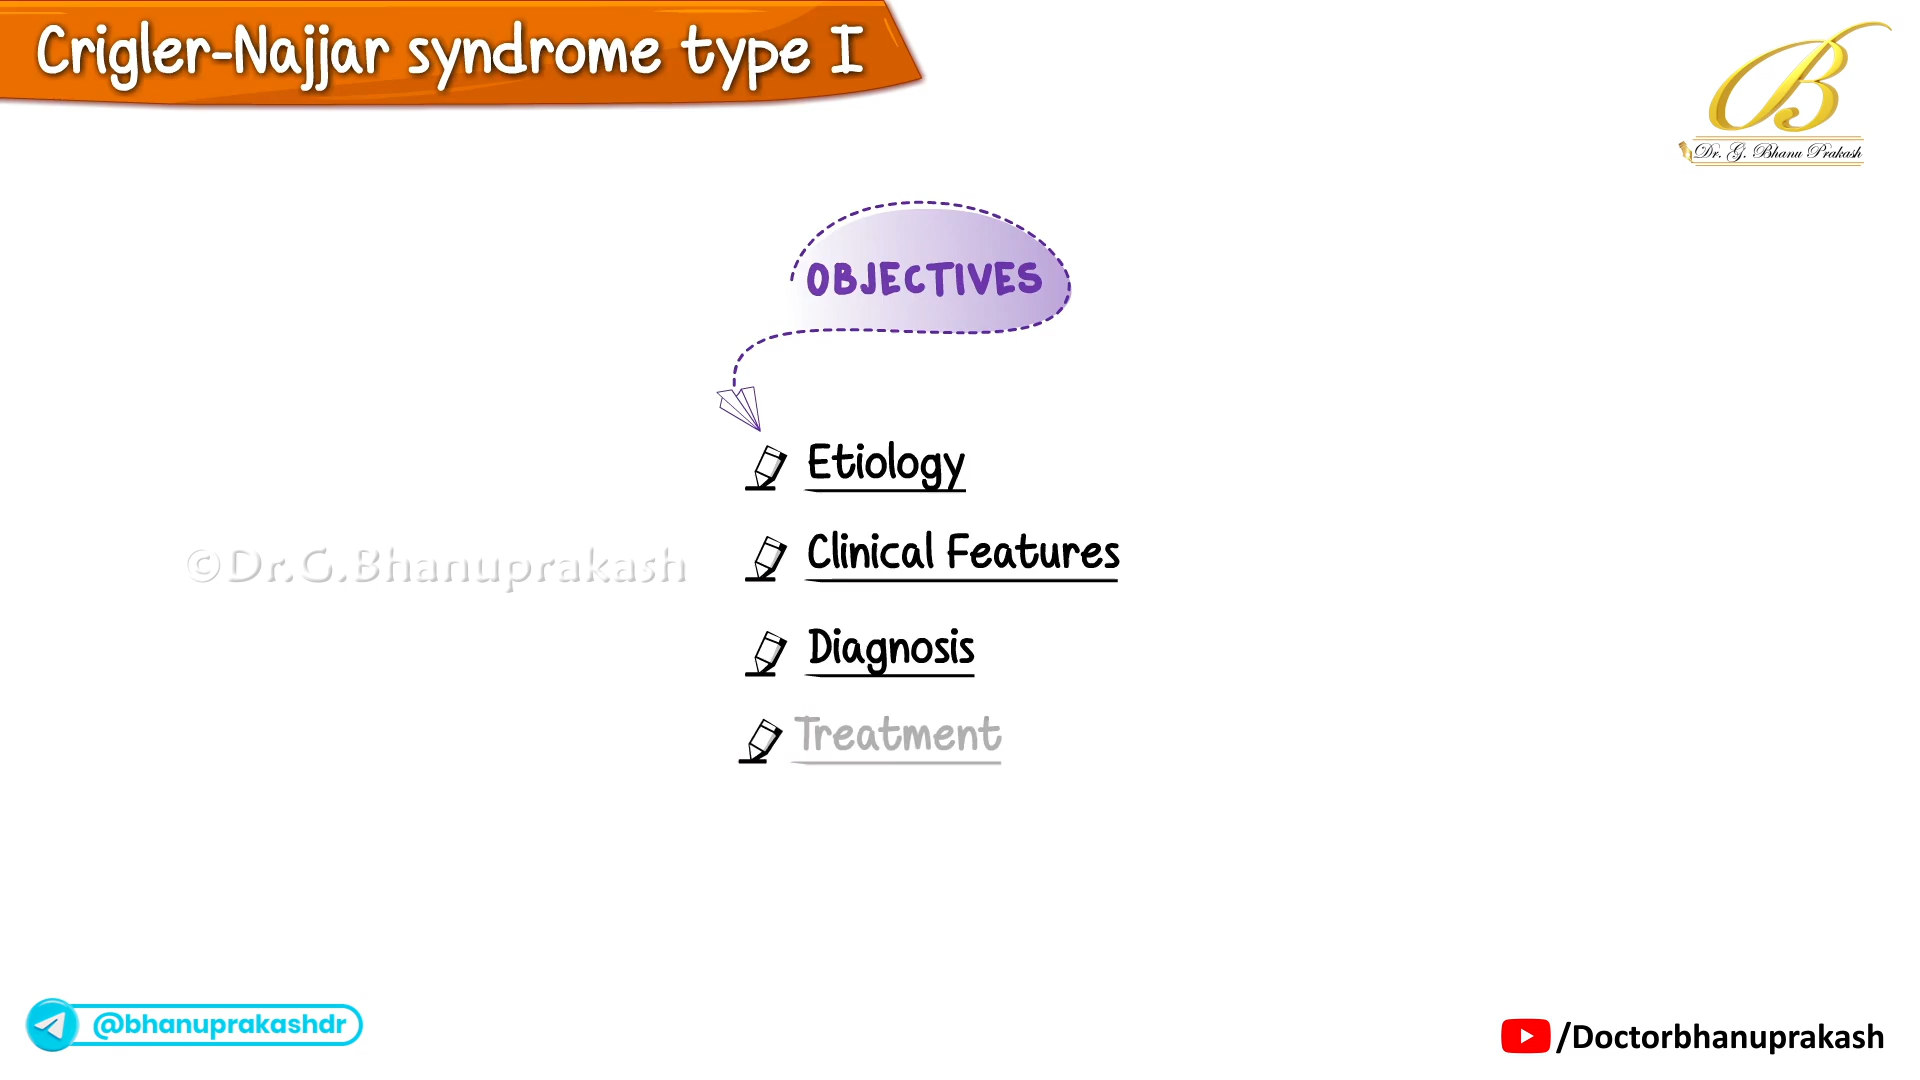 Crigler-Najjar syndrome type I
B
Dr. G. Bhanu Prakash
OBJECTIVES
Etiology
Clinical Features
©Dr.G.Bhanuprakash
Diagnosis
Treatment
@bhanuprakashdr
/Doctorbhanuprakash